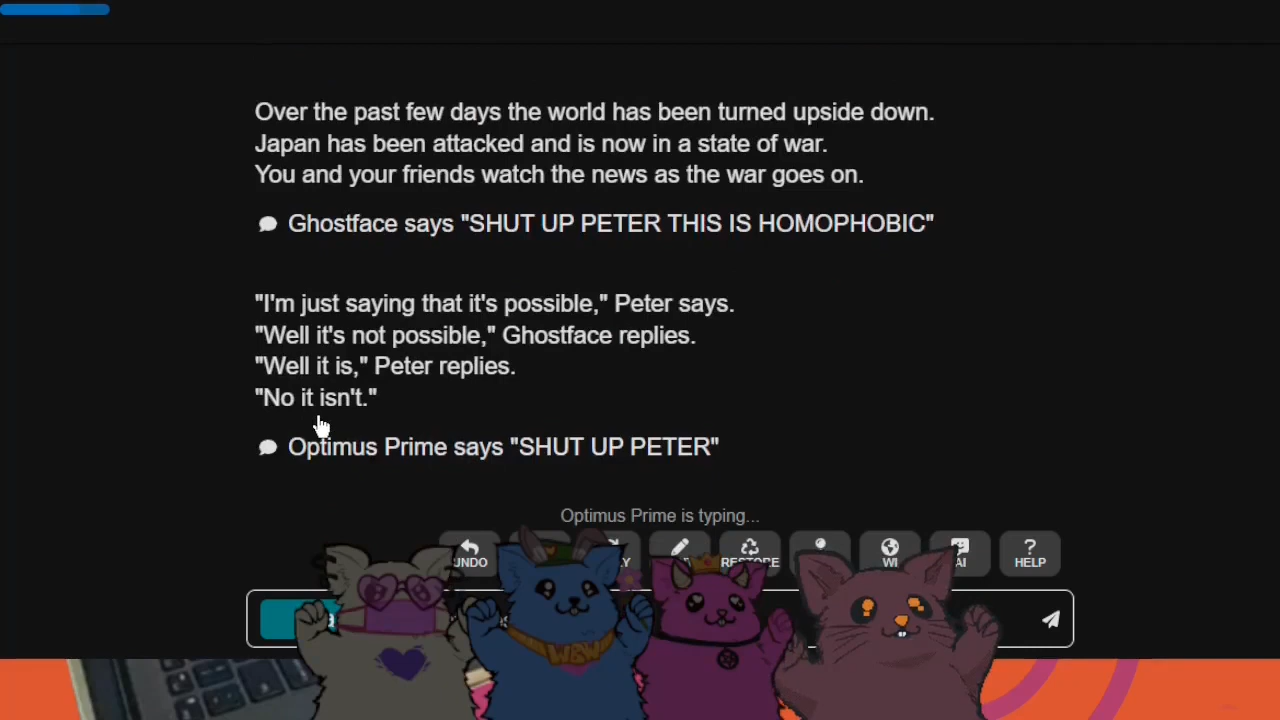 Over the past few days the world has been turned upside down.
Japan has been attacked and is now in a state of war.
You and your friends watch the news as the war goes on.
Ghostface says "SHUT UP PETER THIS IS HOMOPHOBIC"
"I'm just saying that it's possible," Peter says.
"Well it's not possible," Ghostface replies.
"Well it is," Peter replies.
"No it isn't."
Optimus Prime says "SHUT UP PETER"
Optimus Prime is typing...
UNDO RESTORE WI AI HELP
WBW